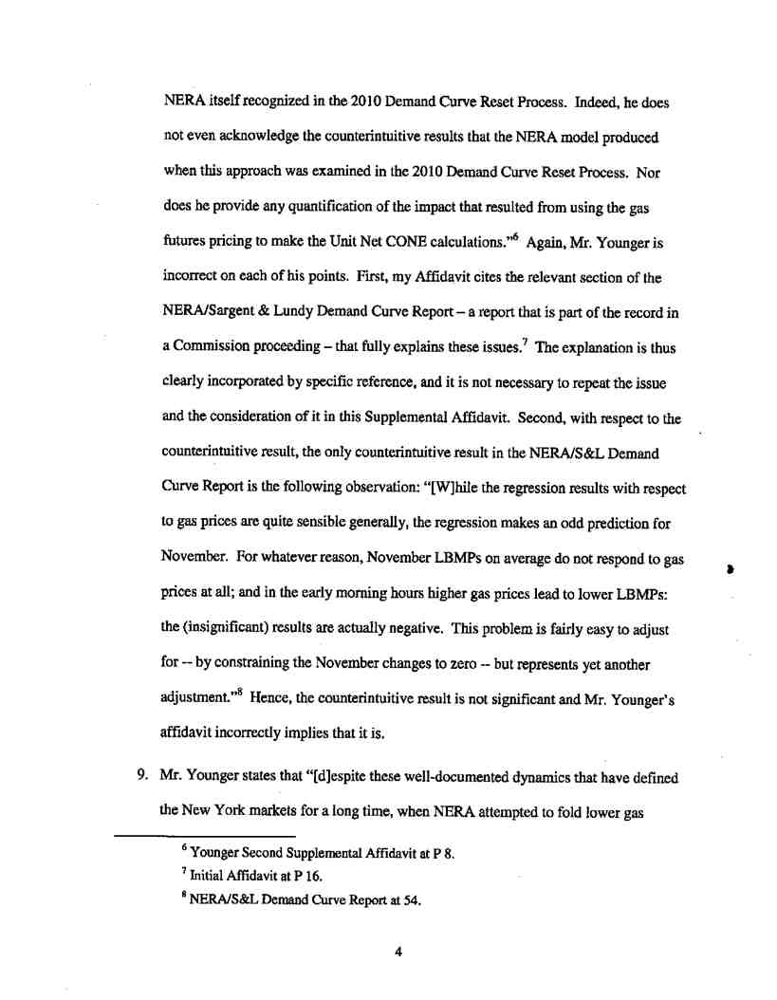 NERA itself recognized in the 2010 Demand Curve Reset Process. Indeed, he does
not even acknowledge the counterintuitive results that the NERA model produced
when this approach was examined in the 2010 Demand Curve Reset Process. Nor
does he provide any quantification of the impact that resulted from using the gas
futures pricing to make the Unit Net CONE calculations."⁶ Again, Mr. Younger is
incorrect on each of his points. First, my Affidavit cites the relevant section of the
NERA/Sargent & Lundy Demand Curve Report – a report that is part of the record in
a Commission proceeding – that fully explains these issues.⁷ The explanation is thus
clearly incorporated by specific reference, and it is not necessary to repeat the issue
and the consideration of it in this Supplemental Affidavit. Second, with respect to the
counterintuitive result, the only counterintuitive result in the NERA/S&L Demand
Curve Report is the following observation: "[W]hile the regression results with respect
to gas prices are quite sensible generally, the regression makes an odd prediction for
November. For whatever reason, November LBMPs on average do not respond to gas
prices at all; and in the early morning hours higher gas prices lead to lower LBMPs:
the (insignificant) results are actually negative. This problem is fairly easy to adjust
for -- by constraining the November changes to zero -- but represents yet another
adjustment."⁸ Hence, the counterintuitive result is not significant and Mr. Younger's
affidavit incorrectly implies that it is.
9. Mr. Younger states that "[d]espite these well-documented dynamics that have defined
the New York markets for a long time, when NERA attempted to fold lower gas
⁶ Younger Second Supplemental Affidavit at P 8.
⁷ Initial Affidavit at P 16.
⁸ NERA/S&L Demand Curve Report at 54.
4